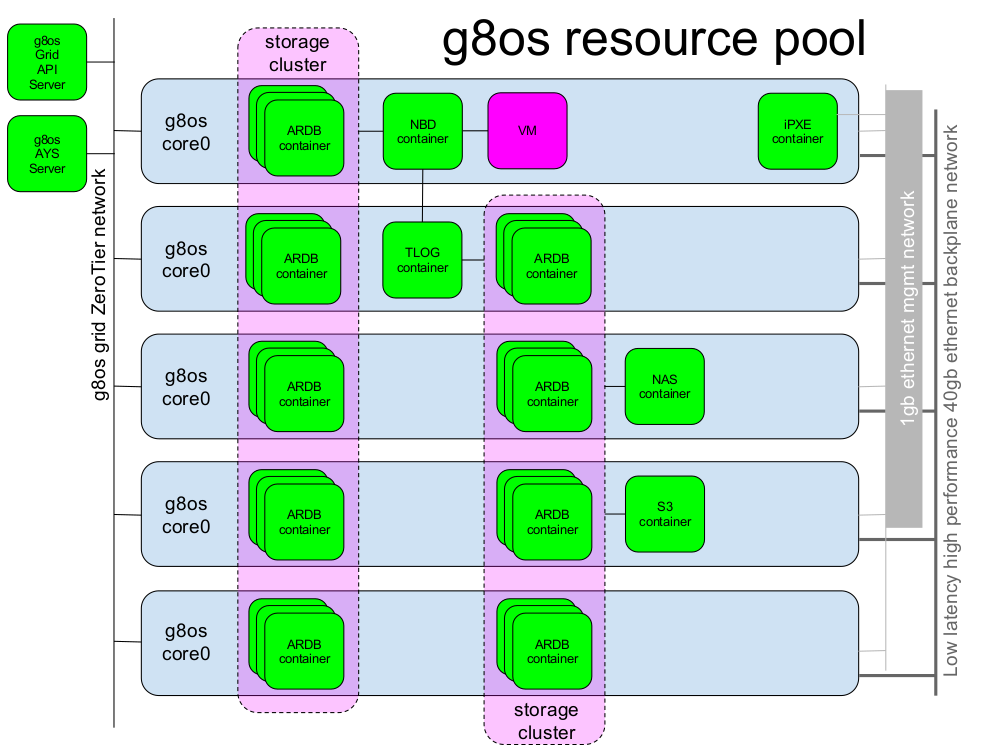 g8os resource pool
g8os
Grid
API
Server
g8os
AYS
Server
g8os grid ZeroTier network
storage
cluster
g8os
core0
ARDB
container
NBD
container
VM
iPXE
container
g8os
core0
ARDB
container
TLOG
container
ARDB
container
g8os
core0
ARDB
container
ARDB
container
NAS
container
g8os
core0
ARDB
container
ARDB
container
S3
container
g8os
core0
ARDB
container
ARDB
container
storage
cluster
1gb ethernet mgmt network
Low latency high performance 40gb ethernet backplane network